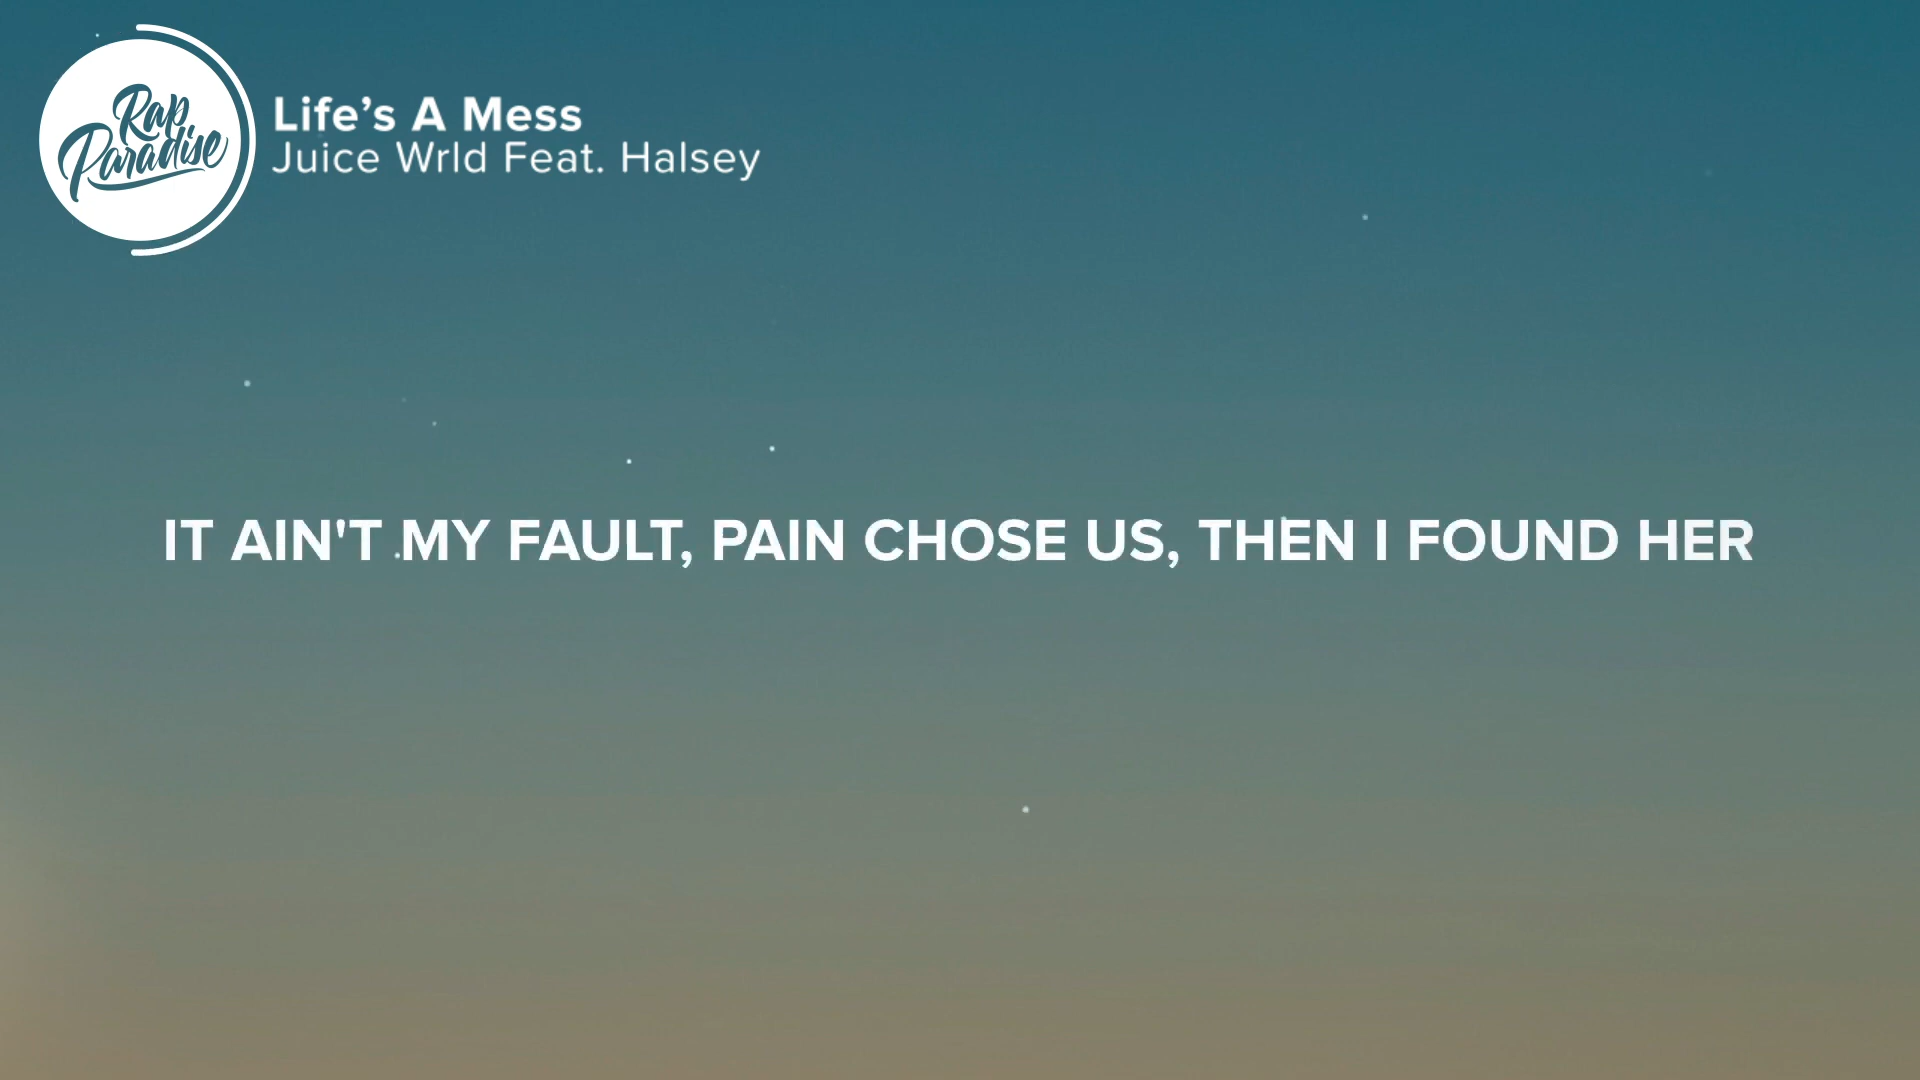 Rap
Paradise
Life’s A Mess
Juice Wrld Feat. Halsey
IT AIN'T MY FAULT, PAIN CHOSE US, THEN I FOUND HER